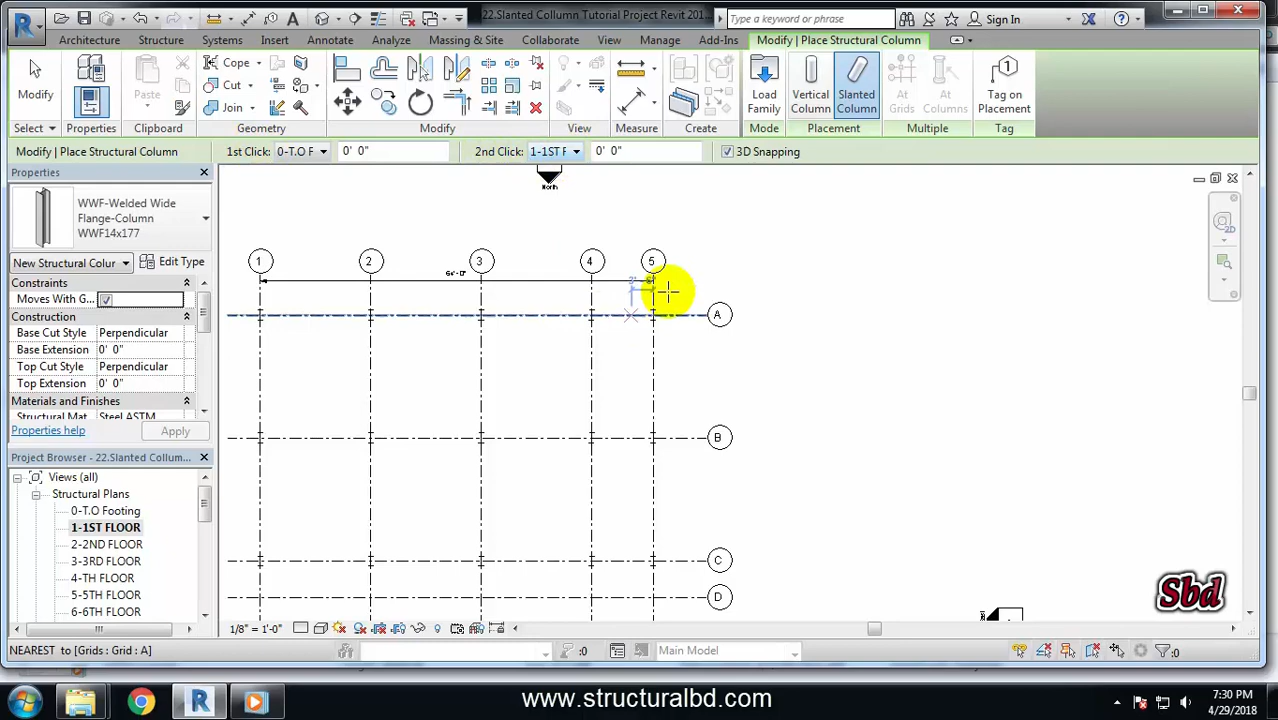 22.Slanted Collumn Tutorial Project Revit 201...
Type a keyword or phrase
Sign In
Architecture
Structure
Systems
Insert
Annotate
Analyze
Massing & Site
Collaborate
View
Manage
Add-Ins
Modify | Place Structural Column
Modify
Paste
Cope
Cut
Join
Load Family
Vertical Column
Slanted Column
At Grids
At Columns
Tag on Placement
Select
Properties
Clipboard
Geometry
Modify
View
Measure
Create
Mode
Placement
Multiple
Tag
Modify | Place Structural Column
1st Click:
0-T.O F
0' 0"
2nd Click:
1-1ST F
0' 0"
3D Snapping
Properties
WWF-Welded Wide
Flange-Column
WWF14x177
New Structural Colur
Edit Type
Constraints
Moves With G...
Construction
Base Cut Style Perpendicular
Base Extension 0' 0"
Top Cut Style Perpendicular
Top Extension 0' 0"
Materials and Finishes
Structural Mat Steel ASTM
Properties help
Apply
Project Browser - 22.Slanted Collum...
Views (all)
Structural Plans
0-T.O Footing
1-1ST FLOOR
2-2ND FLOOR
3-3RD FLOOR
4-TH FLOOR
5-5TH FLOOR
6-6TH FLOOR
North
1
2
3
4
5
A
B
C
D
2D
1/8" = 1'-0"
NEAREST to [Grids : Grid : A]
:0
Main Model
:0
Sbd
www.structuralbd.com
7:30 PM
4/29/2018